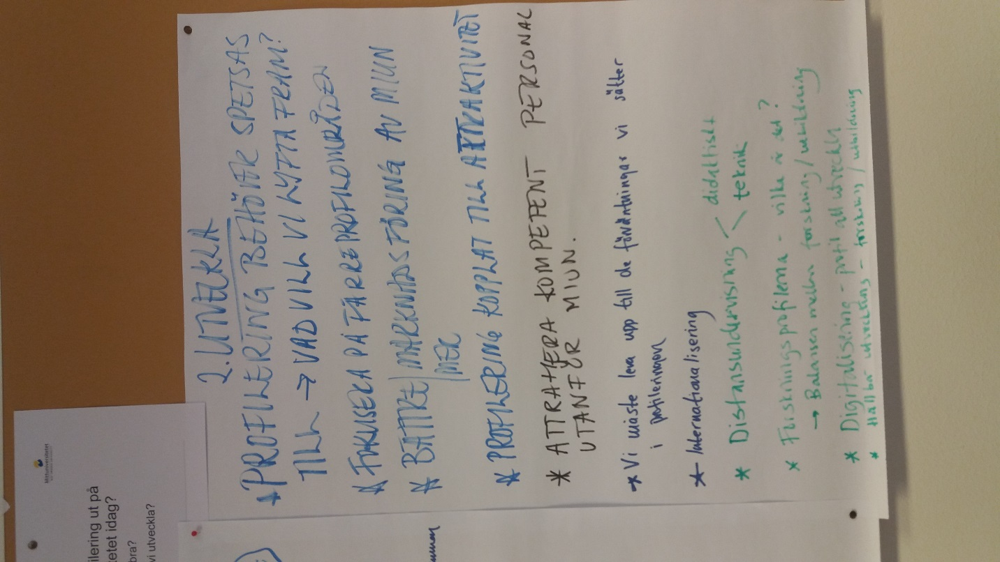 2. UTVECKLA
* PROFILERING BEHÖVER SPETSAS
TILL → VAD VILL VI LYFTA FRAM?
* FOKUSERA PÅ FÄRRE PROFILOMRÅDEN
* BÄTTRE / MARKNADSFÖRING AV MIUN
/ MER
* PROFILERING KOPPLAT TILL ATTRAKTIVITET
* ATTRAHERA KOMPETENT PERSONAL
UTANFÖR MIUN.
* Vi måste leva upp till de förväntningar vi sätter
i profileringen
* Internationalisering
* Distansundervisning < didaktiskt
teknik
* Forskningsprofilerna - vilka är det?
→ Balansen mellan forskning/utbildning
* Digitalisering - profil att utveckla
* Hållbar utveckling - forskning / utbildning
Mittuniversitetet
ilering ut på
etet idag?
bra?
vi utveckla?